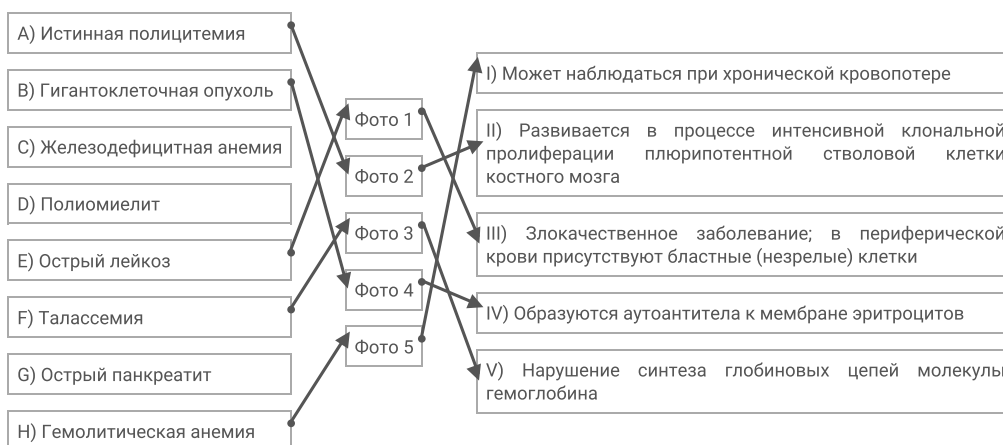 A) Истинная полицитемия
B) Гигантоклеточная опухоль
C) Железодефицитная анемия
D) Полиомиелит
E) Острый лейкоз
F) Талассемия
G) Острый панкреатит
H) Гемолитическая анемия
Фото 1
Фото 2
Фото 3
Фото 4
Фото 5
I) Может наблюдаться при хронической кровопотере
II) Развивается в процессе интенсивной клональной
пролиферации плюрипотентной стволовой клетки
костного мозга
III) Злокачественное заболевание; в периферической
крови присутствуют бластные (незрелые) клетки
IV) Образуются аутоантитела к мембране эритроцитов
V) Нарушение синтеза глобиновых цепей молекулы
гемоглобина